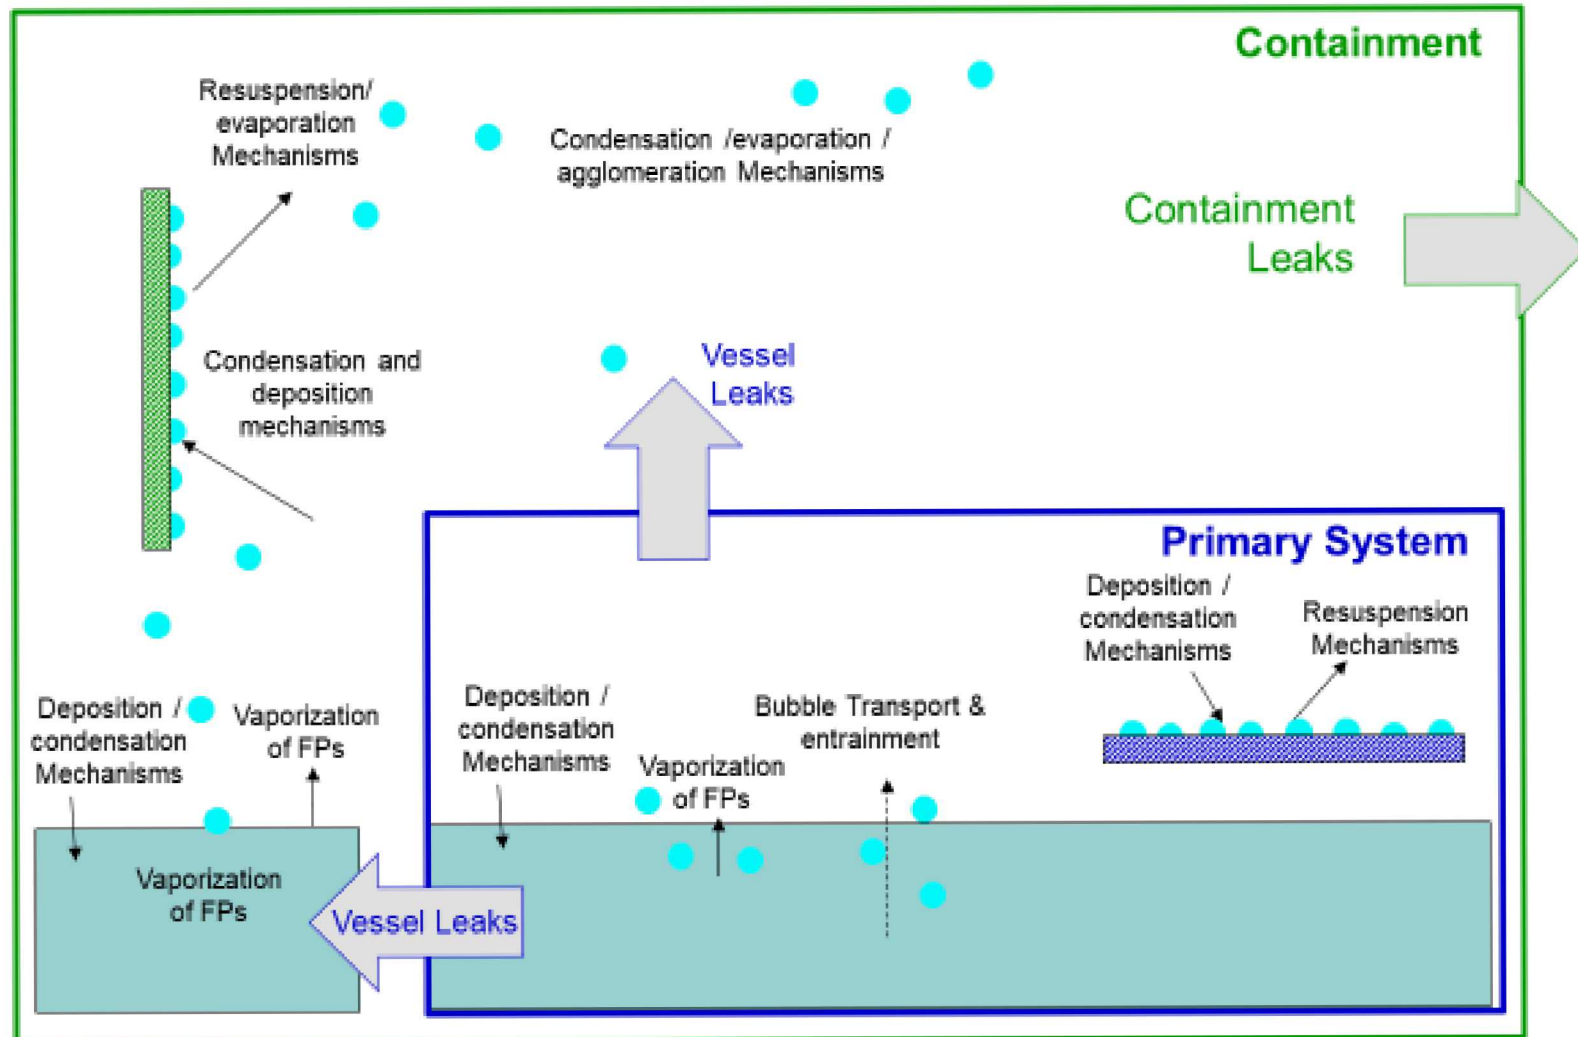 Containment
Resuspension/
evaporation
Mechanisms
Condensation /evaporation /
agglomeration Mechanisms
Containment
Leaks
Condensation and
deposition
mechanisms
Vessel
Leaks
Primary System
Deposition /
condensation
Mechanisms
Resuspension
Mechanisms
Deposition /
condensation
Mechanisms
Vaporization
of FPs
Deposition /
condensation
Mechanisms
Vaporization
of FPs
Bubble Transport &
entrainment
Vaporization
of FPs
Vessel Leaks